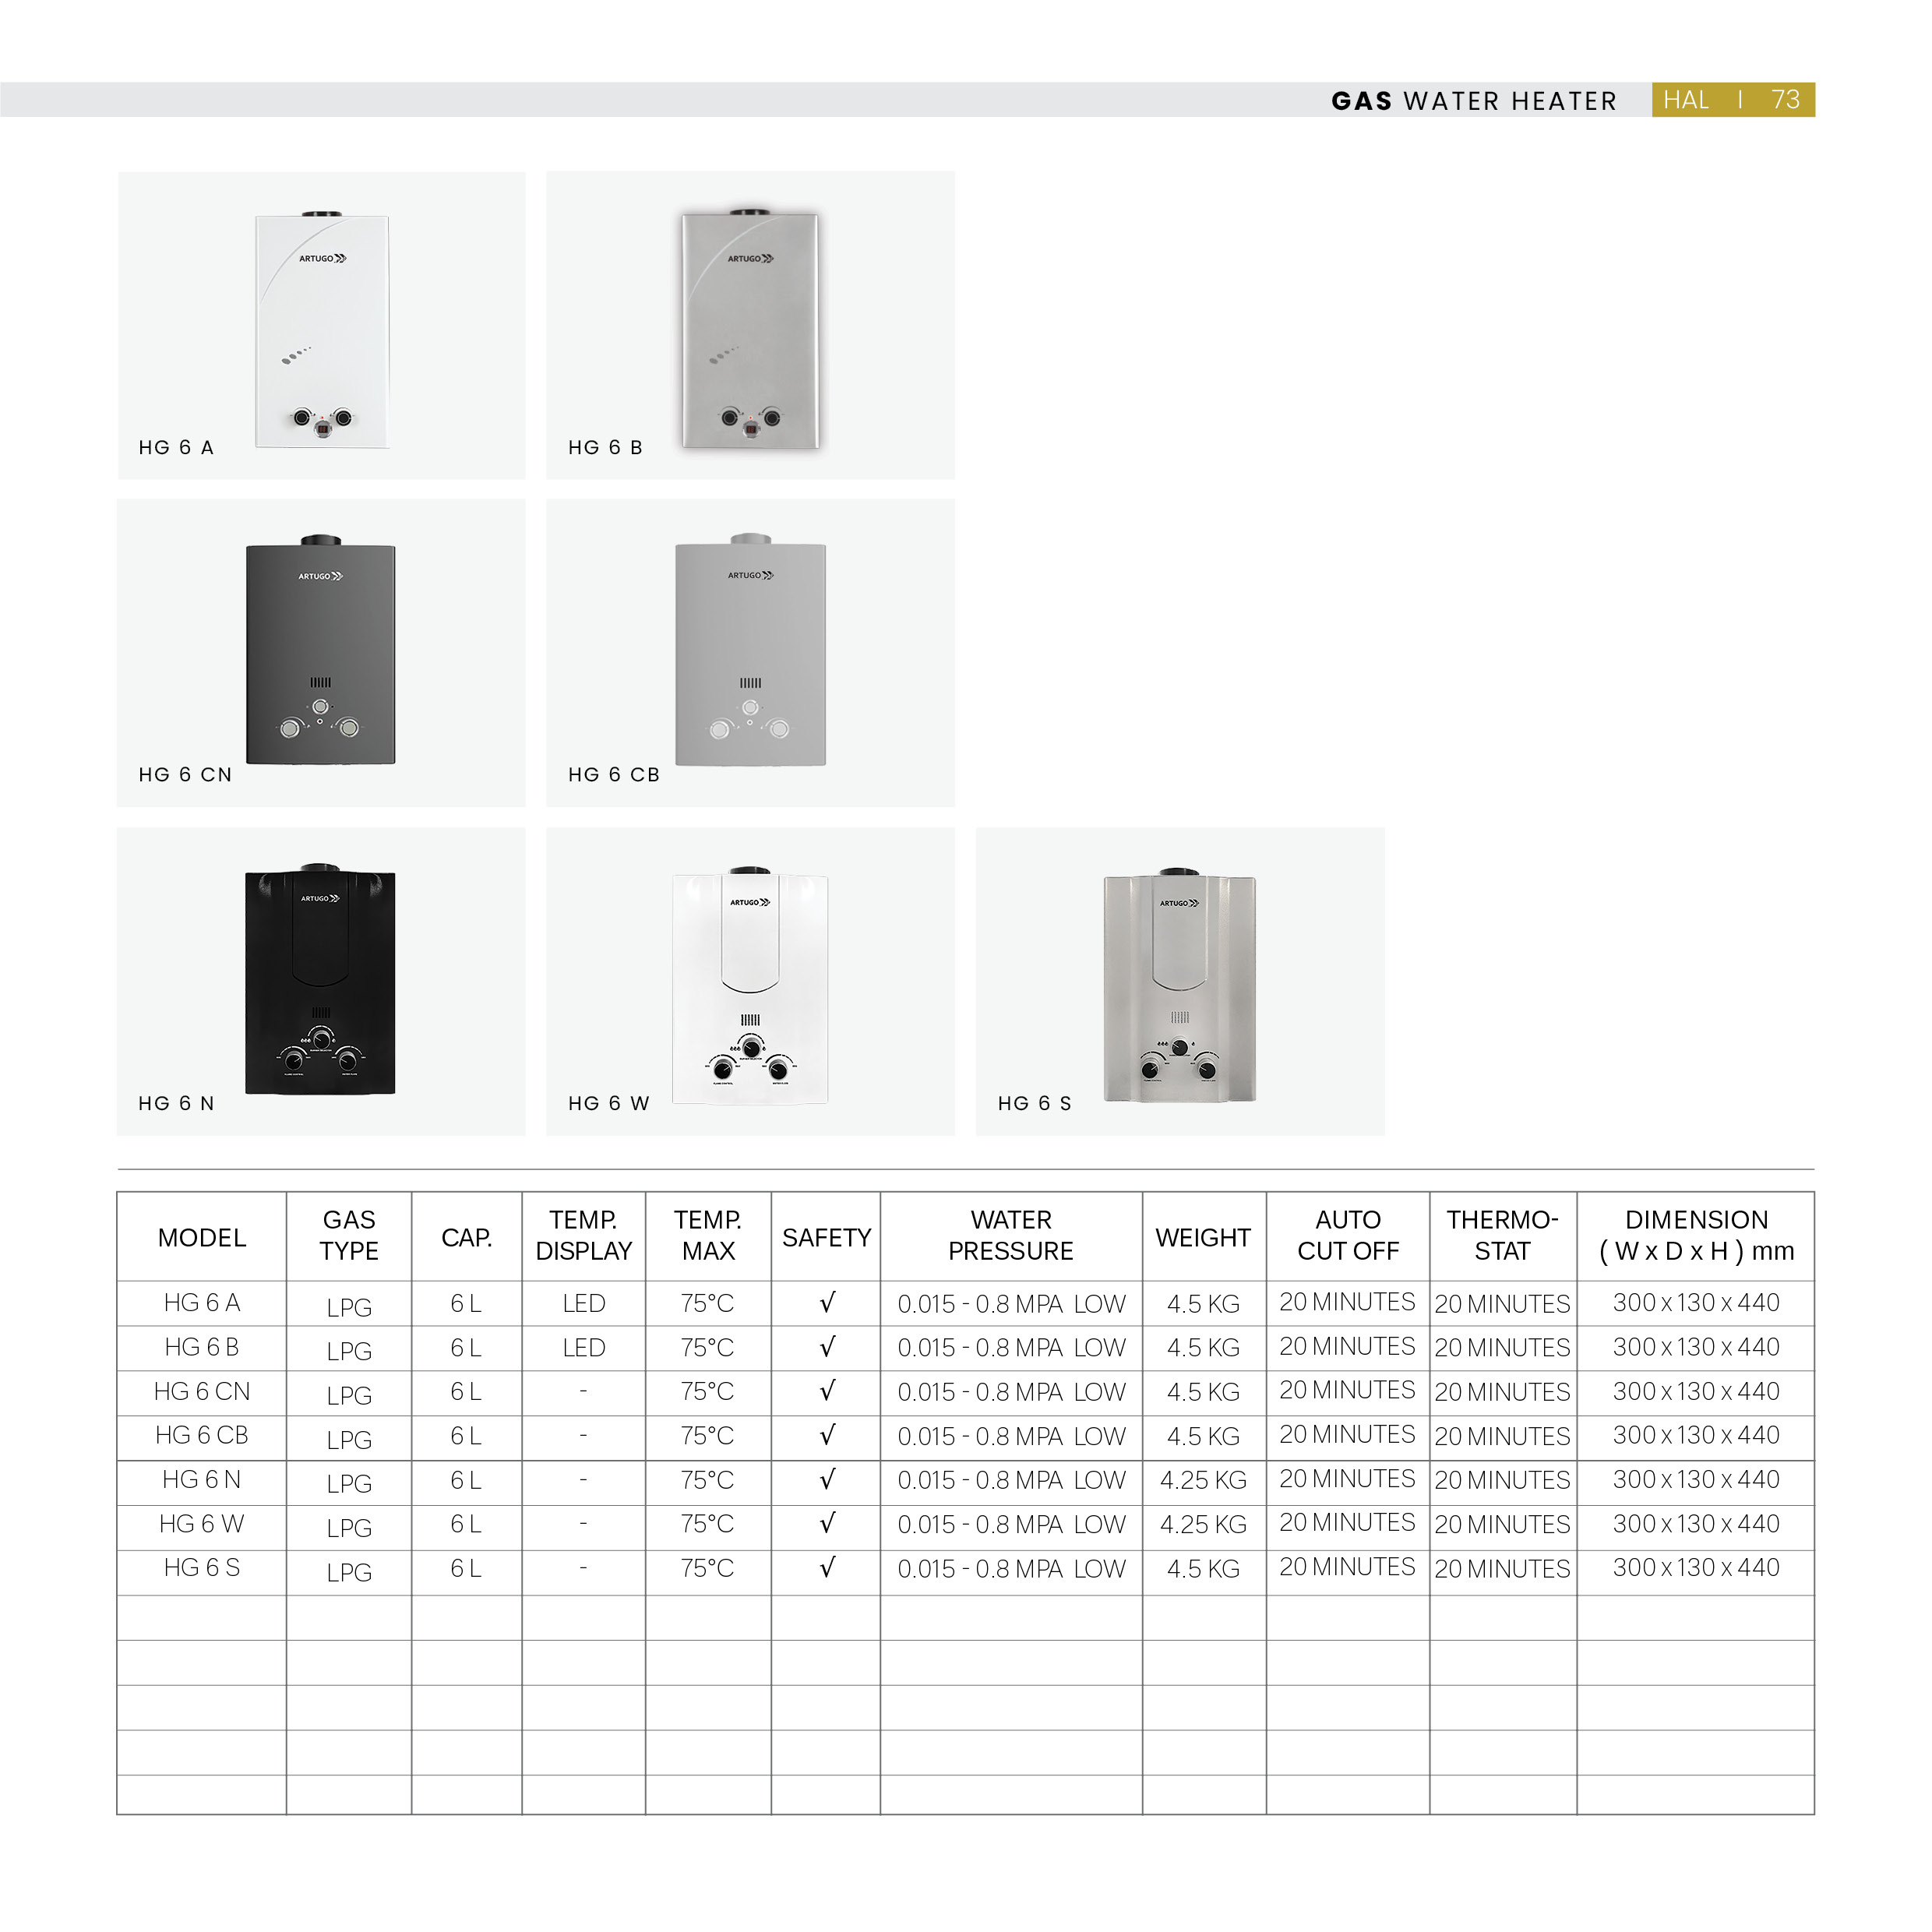 GAS WATER HEATER HAL | 73
ARTUGO
ARTUGO
HG 6 A
HG 6 B
ARTUGO
ARTUGO
HG 6 CN
HG 6 CB
ARTUGO
ARTUGO
ARTUGO
HG 6 N
HG 6 W
HG 6 S
MODEL GAS TYPE CAP. TEMP. DISPLAY TEMP. MAX SAFETY WATER PRESSURE WEIGHT AUTO CUT OFF THERMO-STAT DIMENSION ( W x D x H ) mm
HG 6 A LPG 6 L LED 75°C √ 0.015 - 0.8 MPA LOW 4.5 KG 20 MINUTES 20 MINUTES 300 x 130 x 440
HG 6 B LPG 6 L LED 75°C √ 0.015 - 0.8 MPA LOW 4.5 KG 20 MINUTES 20 MINUTES 300 x 130 x 440
HG 6 CN LPG 6 L - 75°C √ 0.015 - 0.8 MPA LOW 4.5 KG 20 MINUTES 20 MINUTES 300 x 130 x 440
HG 6 CB LPG 6 L - 75°C √ 0.015 - 0.8 MPA LOW 4.5 KG 20 MINUTES 20 MINUTES 300 x 130 x 440
HG 6 N LPG 6 L - 75°C √ 0.015 - 0.8 MPA LOW 4.25 KG 20 MINUTES 20 MINUTES 300 x 130 x 440
HG 6 W LPG 6 L - 75°C √ 0.015 - 0.8 MPA LOW 4.25 KG 20 MINUTES 20 MINUTES 300 x 130 x 440
HG 6 S LPG 6 L - 75°C √ 0.015 - 0.8 MPA LOW 4.5 KG 20 MINUTES 20 MINUTES 300 x 130 x 440